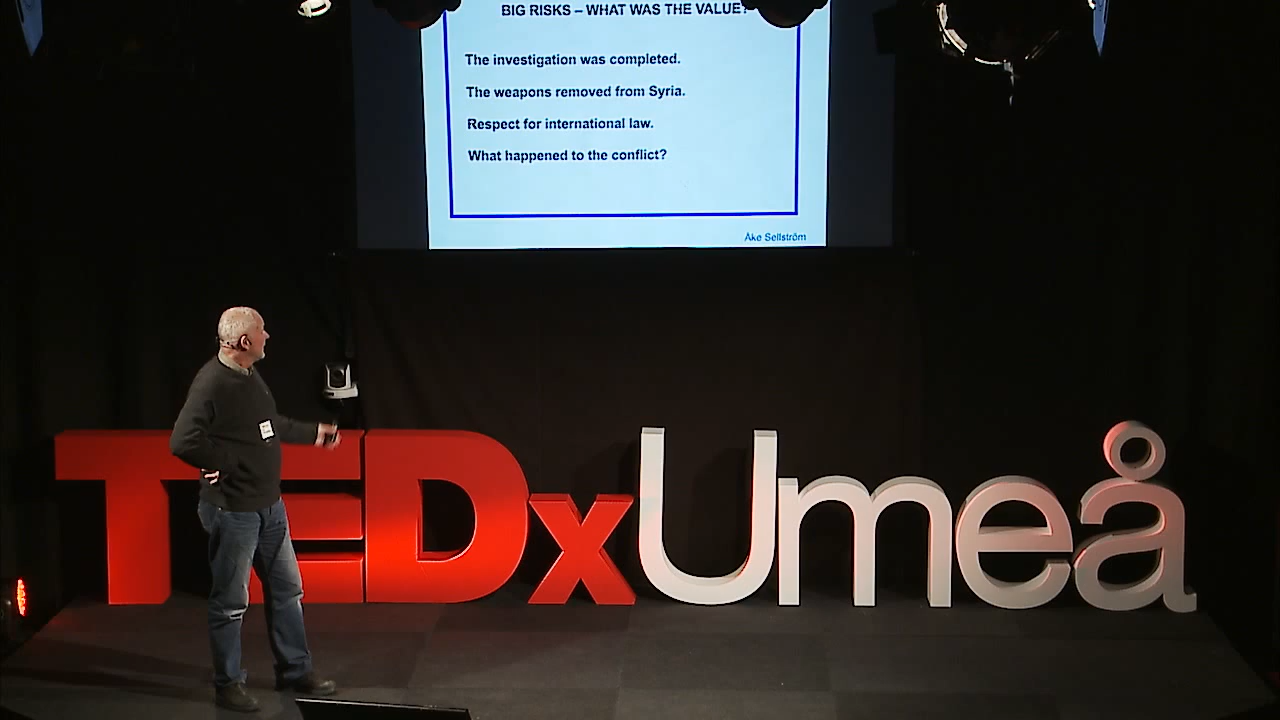 BIG RISKS – WHAT WAS THE VALUE?
The investigation was completed.
The weapons removed from Syria.
Respect for international law.
What happened to the conflict?
Åke Sellström
TEDxUmeå